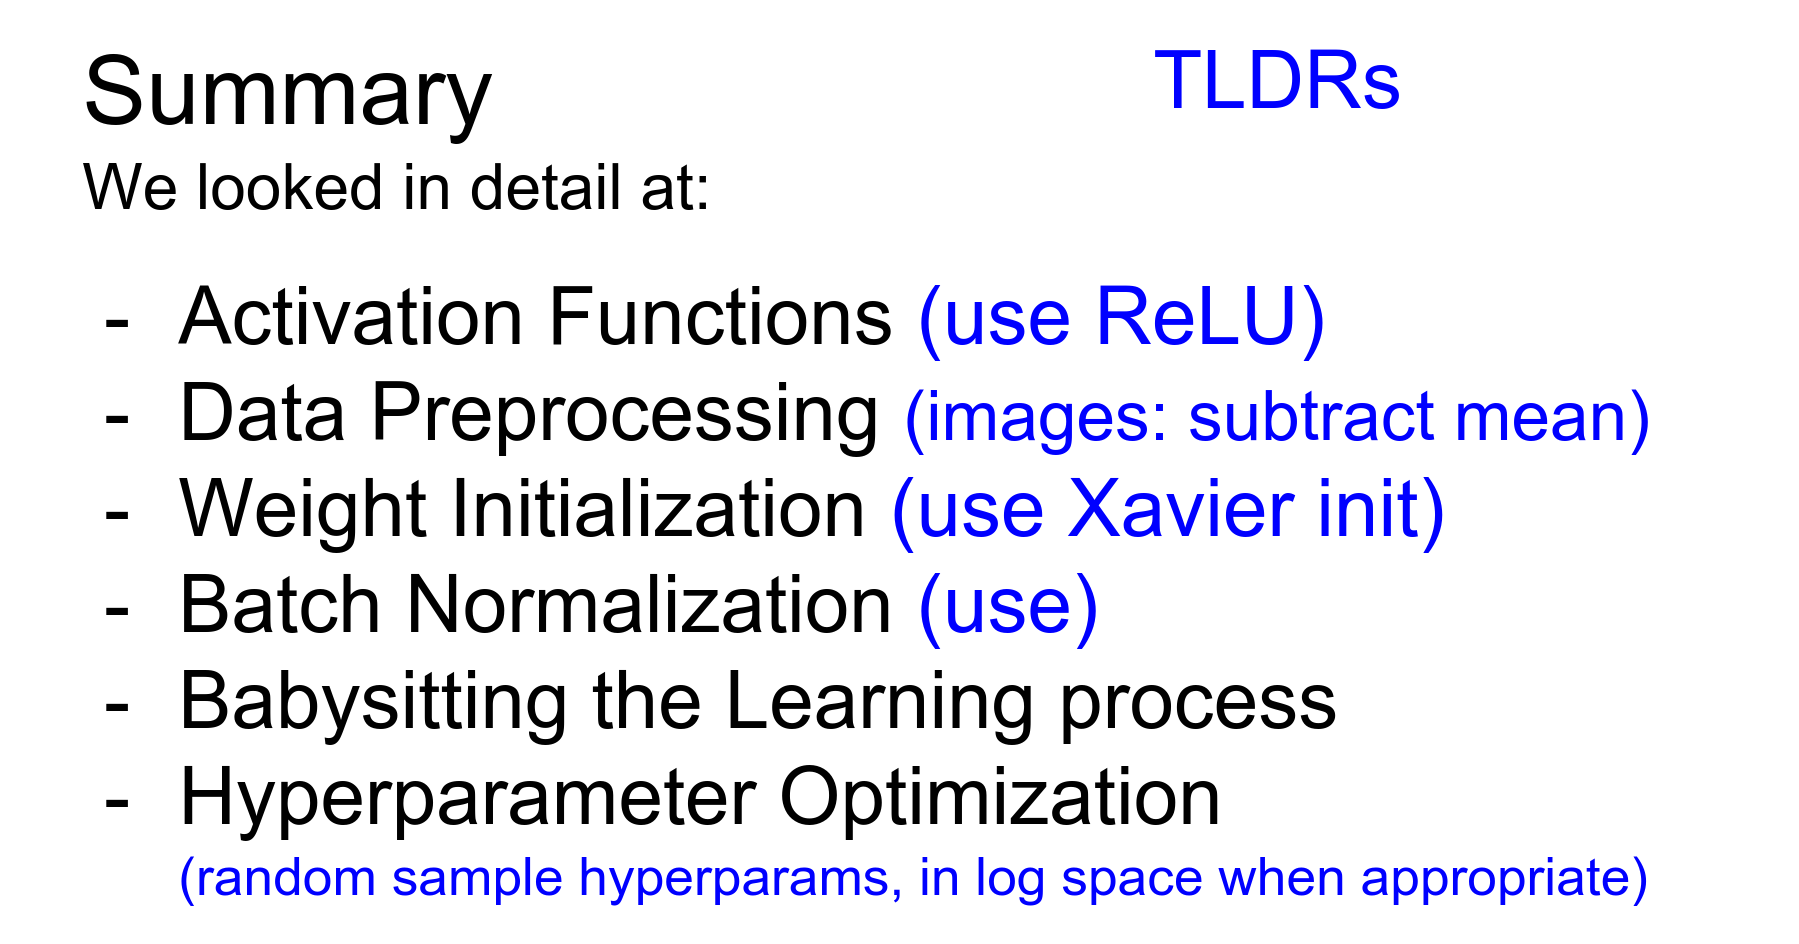 Summary
TLDRs
We looked in detail at:
- Activation Functions (use ReLU)
- Data Preprocessing (images: subtract mean)
- Weight Initialization (use Xavier init)
- Batch Normalization (use)
- Babysitting the Learning process
- Hyperparameter Optimization
(random sample hyperparams, in log space when appropriate)